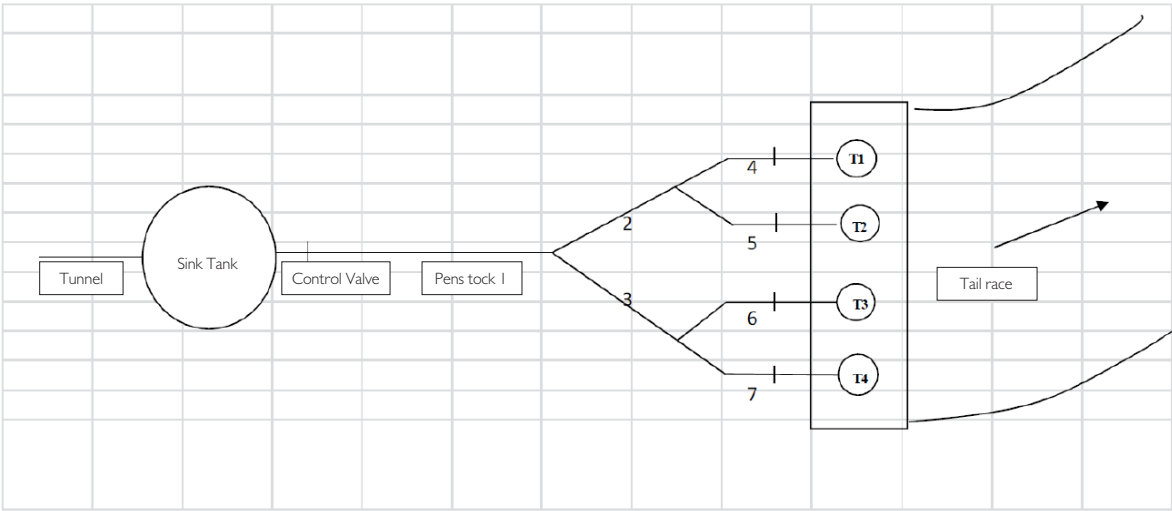 4
T1
2
5
T2
Tunnel
Sink Tank
Control Valve
Pens tock 1
Tail race
3
6
T3
7
T4